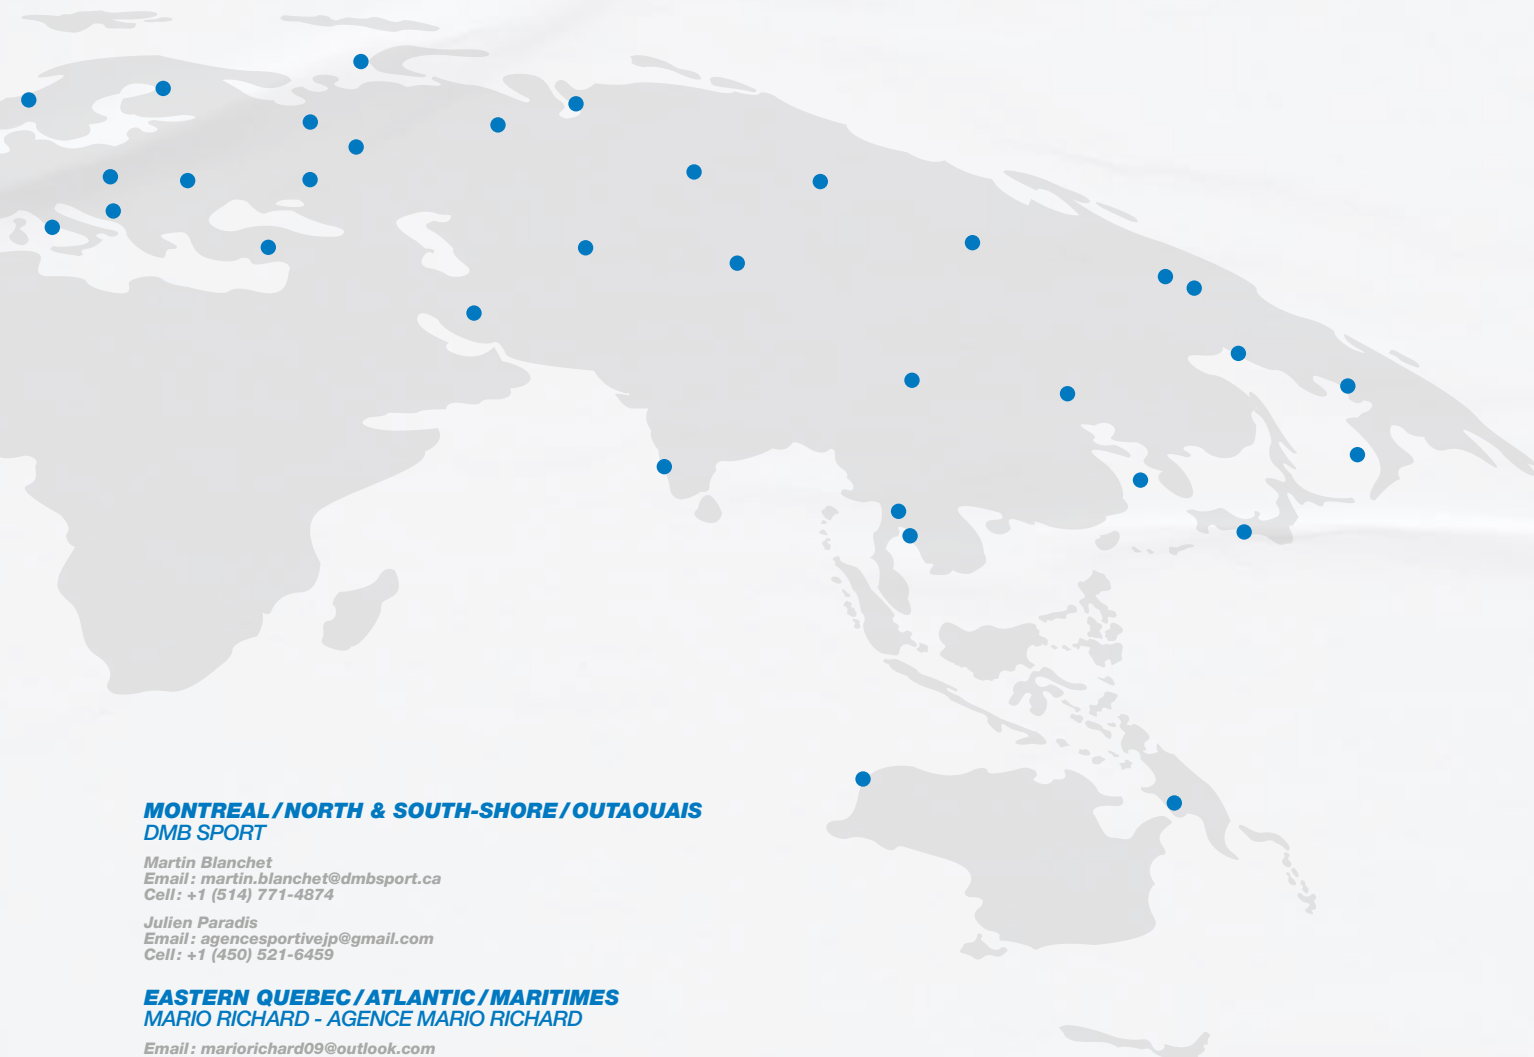 MONTREAL/NORTH & SOUTH-SHORE/OUTAOUAIS
DMB SPORT
Martin Blanchet
Email: martin.blanchet@dmbsport.ca
Cell: +1 (514) 771-4874
Julien Paradis
Email: agencesportivejp@gmail.com
Cell: +1 (450) 521-6459
EASTERN QUEBEC/ATLANTIC/MARITIMES
MARIO RICHARD - AGENCE MARIO RICHARD
Email: mariorichard09@outlook.com